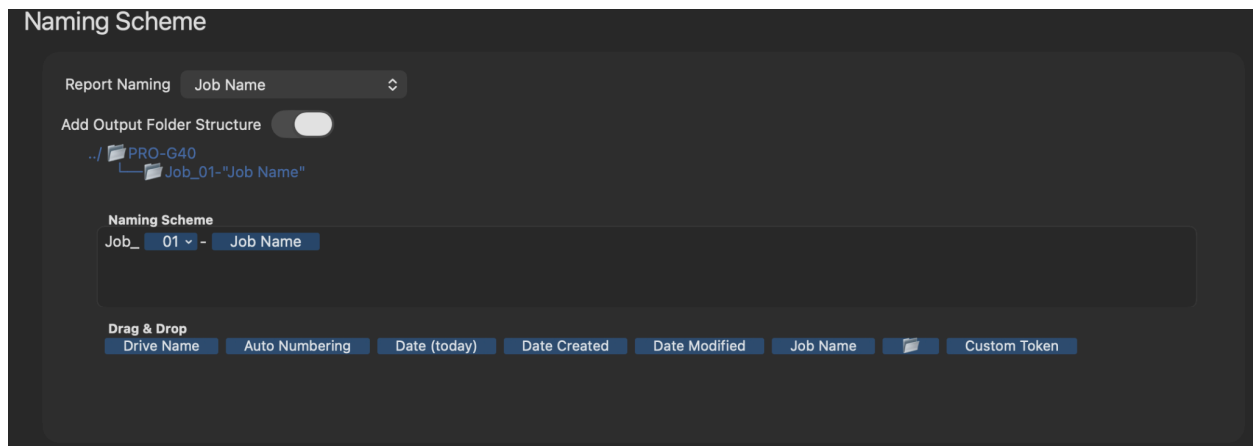 Naming Scheme
Report Naming Job Name
Add Output Folder Structure
../ PRO-G40
Job_01-"Job Name"
Naming Scheme
Job_ 01 - Job Name
Drag & Drop
Drive Name Auto Numbering Date (today) Date Created Date Modified Job Name Custom Token